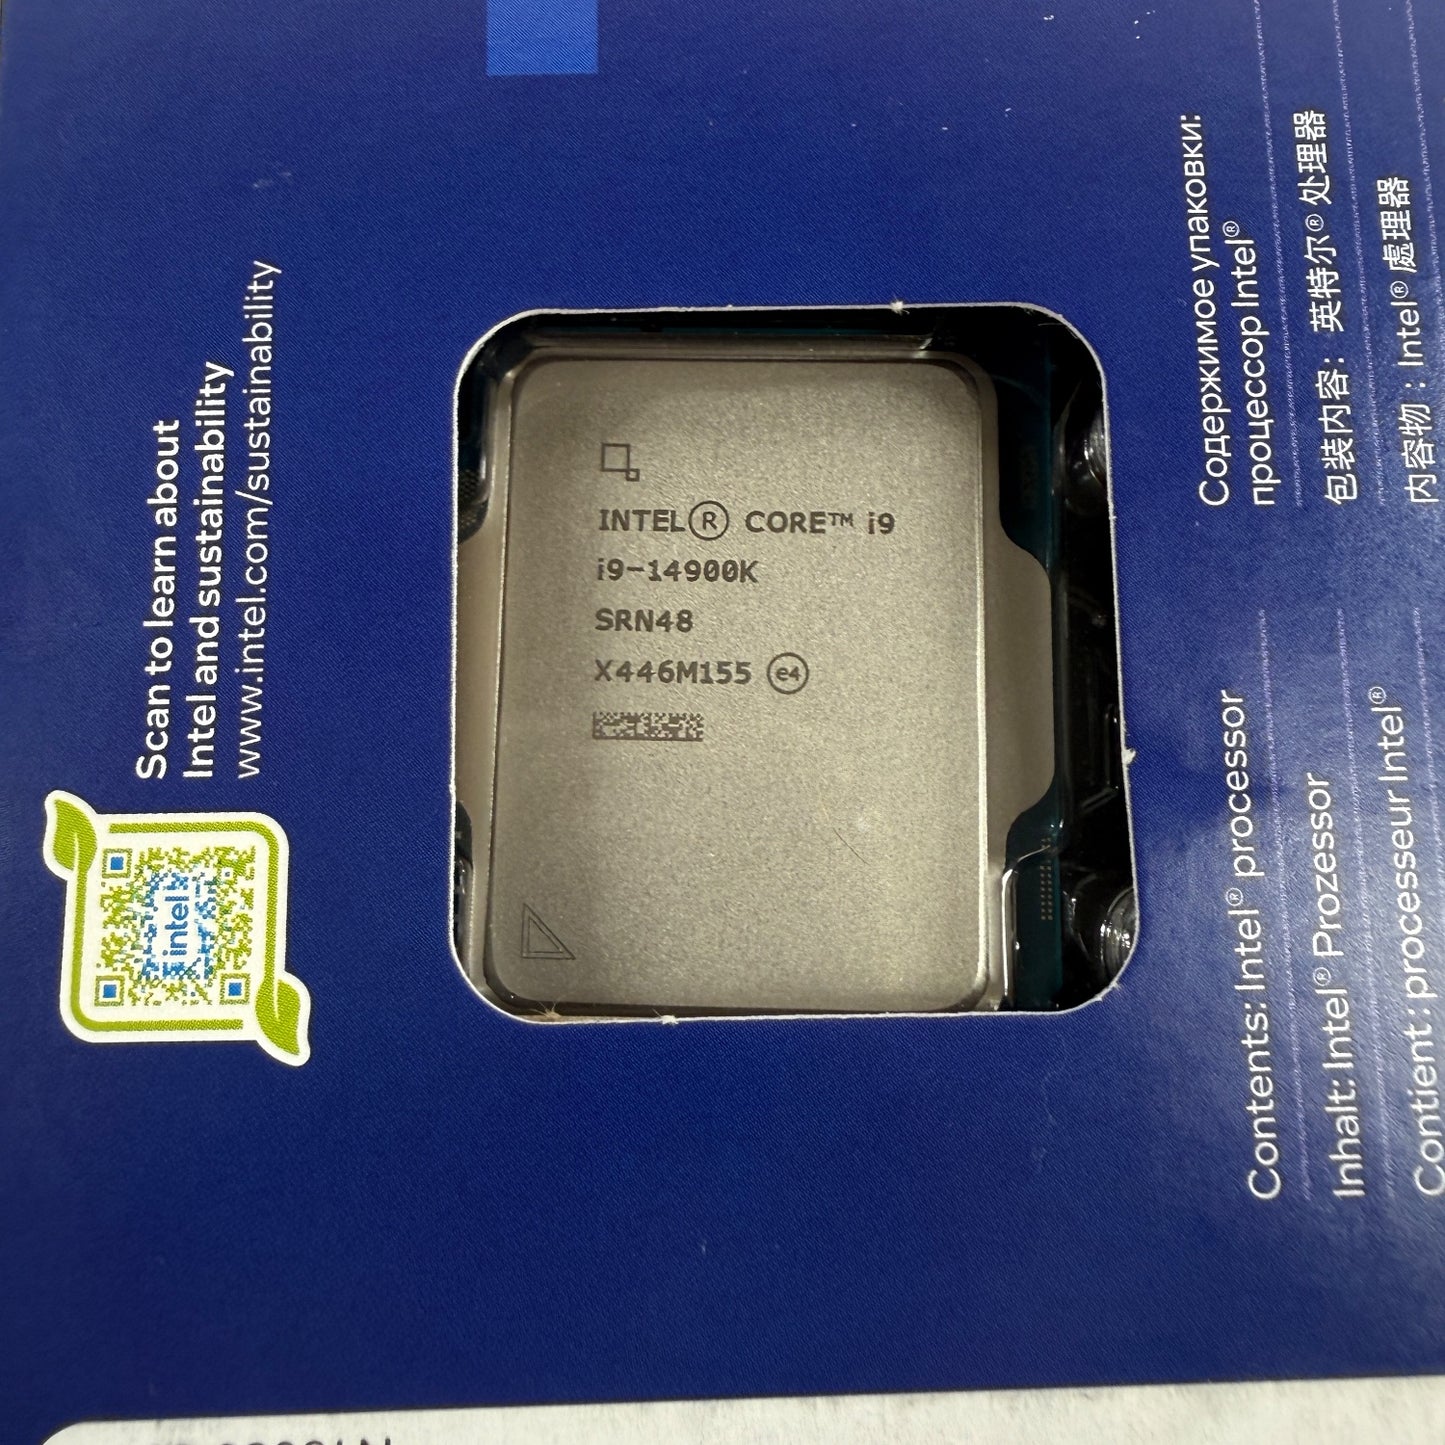 INTEL® CORE™ i9
i9-14900K
SRN48
X446M155 e4
Scan to learn about
Intel and sustainability
www.intel.com/sustainability
intel
Contents: Intel® processor
Inhalt: Intel® Prozessor
Contient: processeur Intel®
Содержимое упаковки:
процессор Intel®
包装内容：英特尔® 处理器
内容物：Intel® 處理器